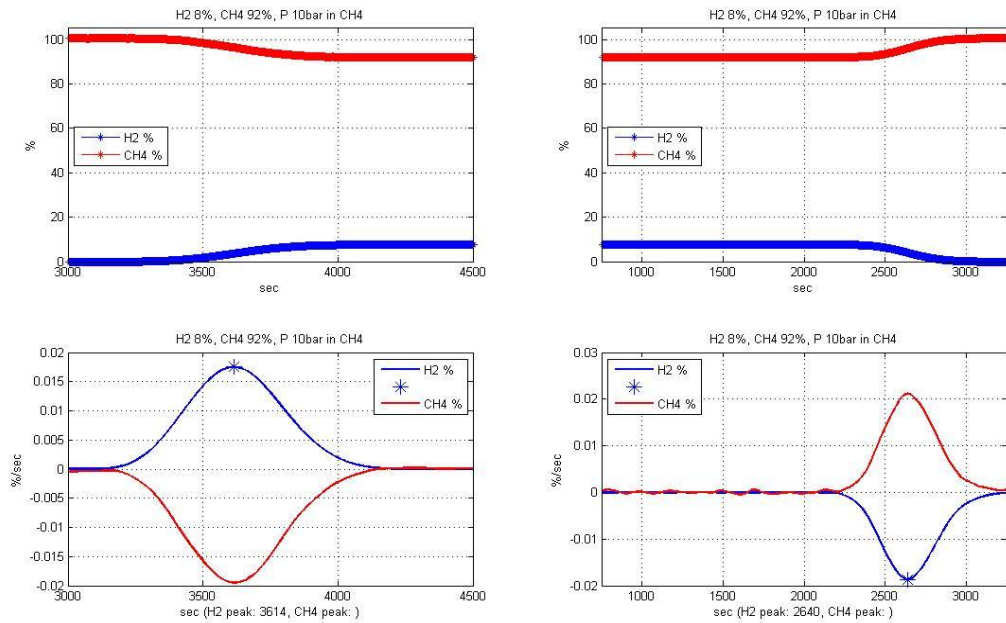 H2 8%, CH4 92%, P 10bar in CH4
100
80
60
40
20
0
%
H2 %
CH4 %
3000
3500
4000
4500
sec
H2 8%, CH4 92%, P 10bar in CH4
100
80
60
40
20
0
%
H2 %
CH4 %
1000
1500
2000
2500
3000
sec
H2 8%, CH4 92%, P 10bar in CH4
0.02
0.015
0.01
0.005
0
-0.005
-0.01
-0.015
-0.02
%/sec
H2 %
CH4 %
3000
3500
4000
4500
sec (H2 peak: 3614, CH4 peak: )
H2 8%, CH4 92%, P 10bar in CH4
0.03
0.02
0.01
0
-0.01
-0.02
%/sec
H2 %
CH4 %
1000
1500
2000
2500
3000
sec (H2 peak: 2640, CH4 peak: )